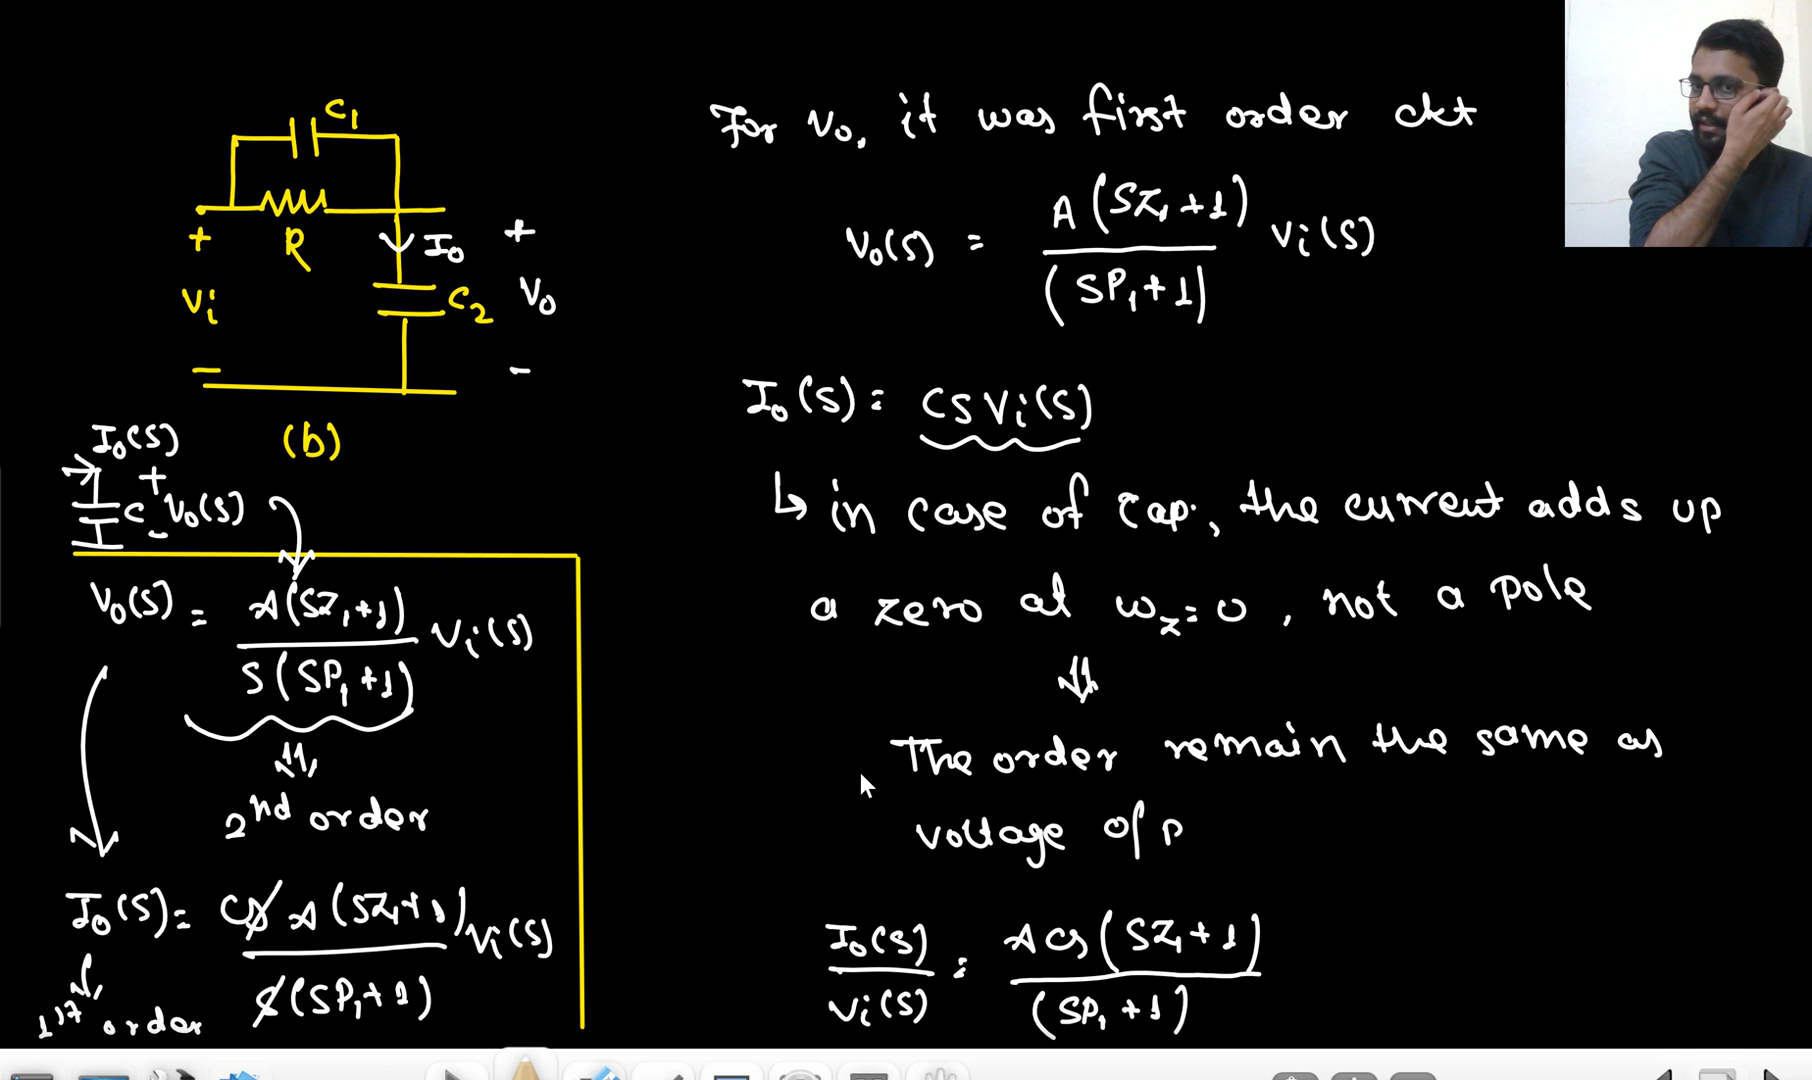 C₁
R
+
Vi
−
I₀
C₂
+
V₀
-
(b)
I₀(S)
+
C
V₀(S)
-
V₀(S) = A(SZ₁+1) / S(SP₁+1) Vi(S)
2nd order
I₀(S) = CS A(SZ₁+1) / S(SP₁+1) Vi(S)
1st order
For V₀, it was first order ckt
V₀(S) = A(SZ₁+1) / (SP₁+1) Vi(S)
I₀(S) = CSVi(S)
↳ in case of cap., the current adds up
a zero at ωz=0, not a pole
⇓
The order remain the same as
voltage of p
I₀(S) / Vi(S) = ACS(SZ₁+1) / (SP₁+1)